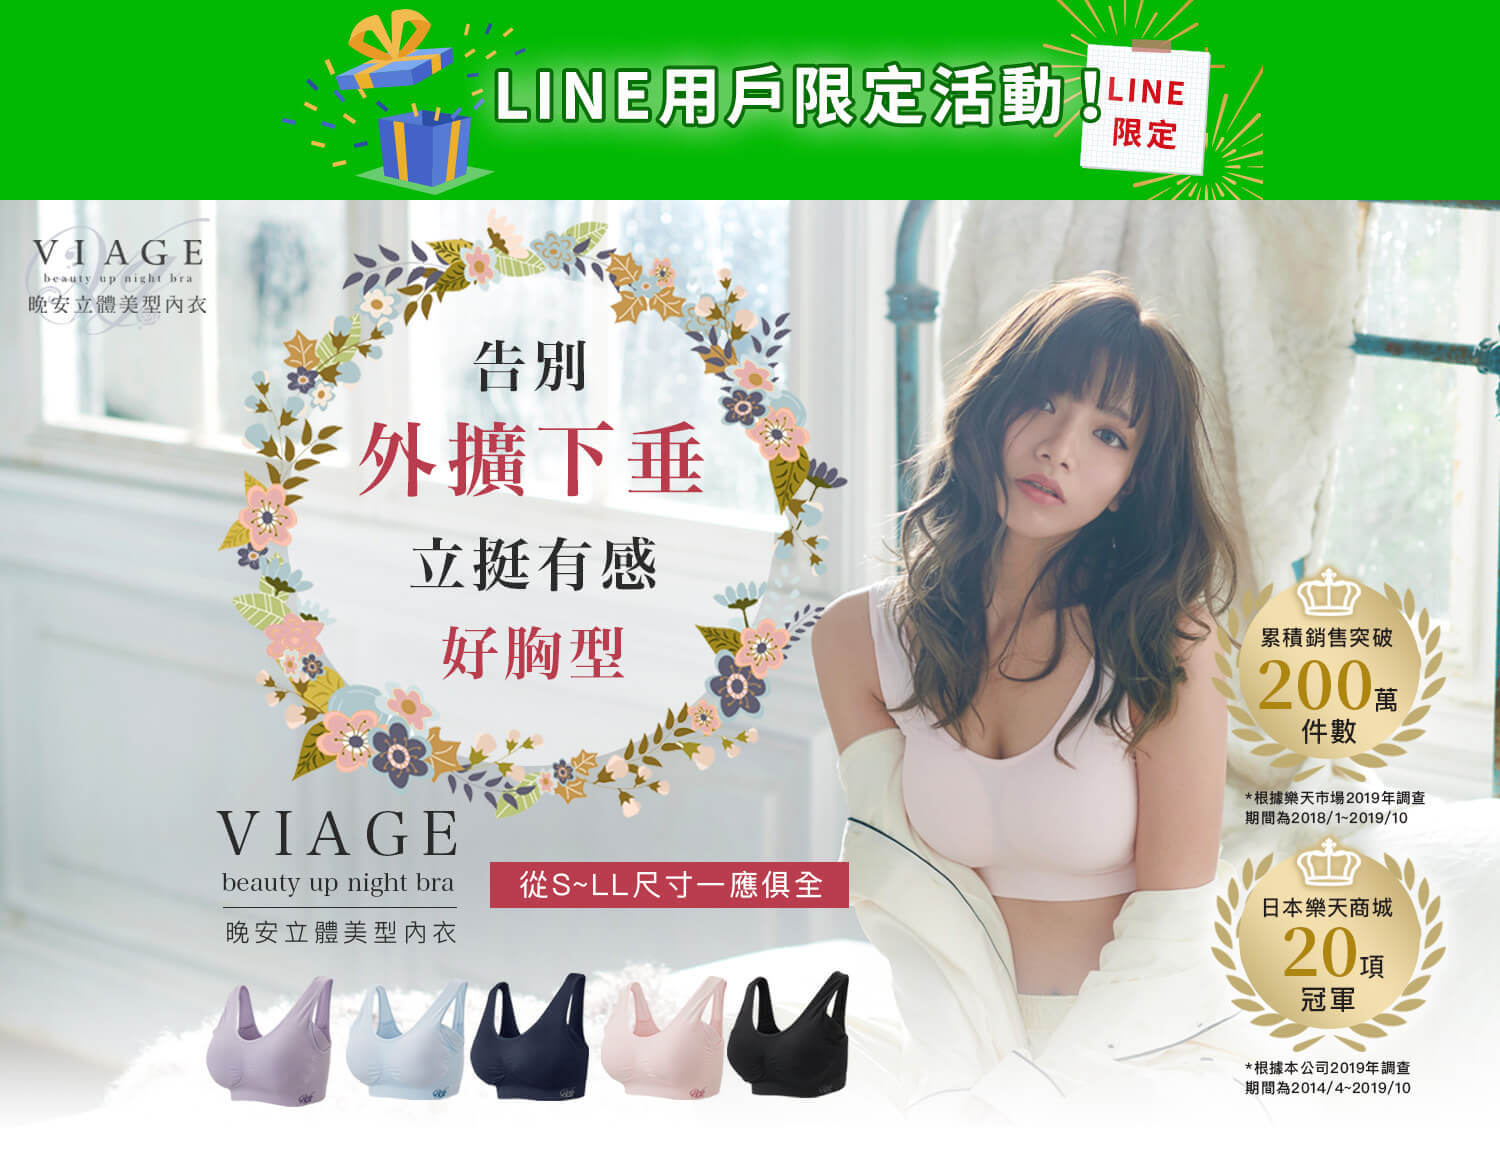 LINE用戶限定活動！
LINE
限定
VIAGE
beauty up night bra
晚安立體美型內衣
告別
外擴下垂
立挺有感
好胸型
VIAGE
beauty up night bra
晚安立體美型內衣
從S~LL尺寸一應俱全
累積銷售突破
200萬
件數
*根據樂天市場2019年調查
期間為2018/1~2019/10
日本樂天商城
20項
冠軍
*根據本公司2019年調查
期間為2014/4~2019/10